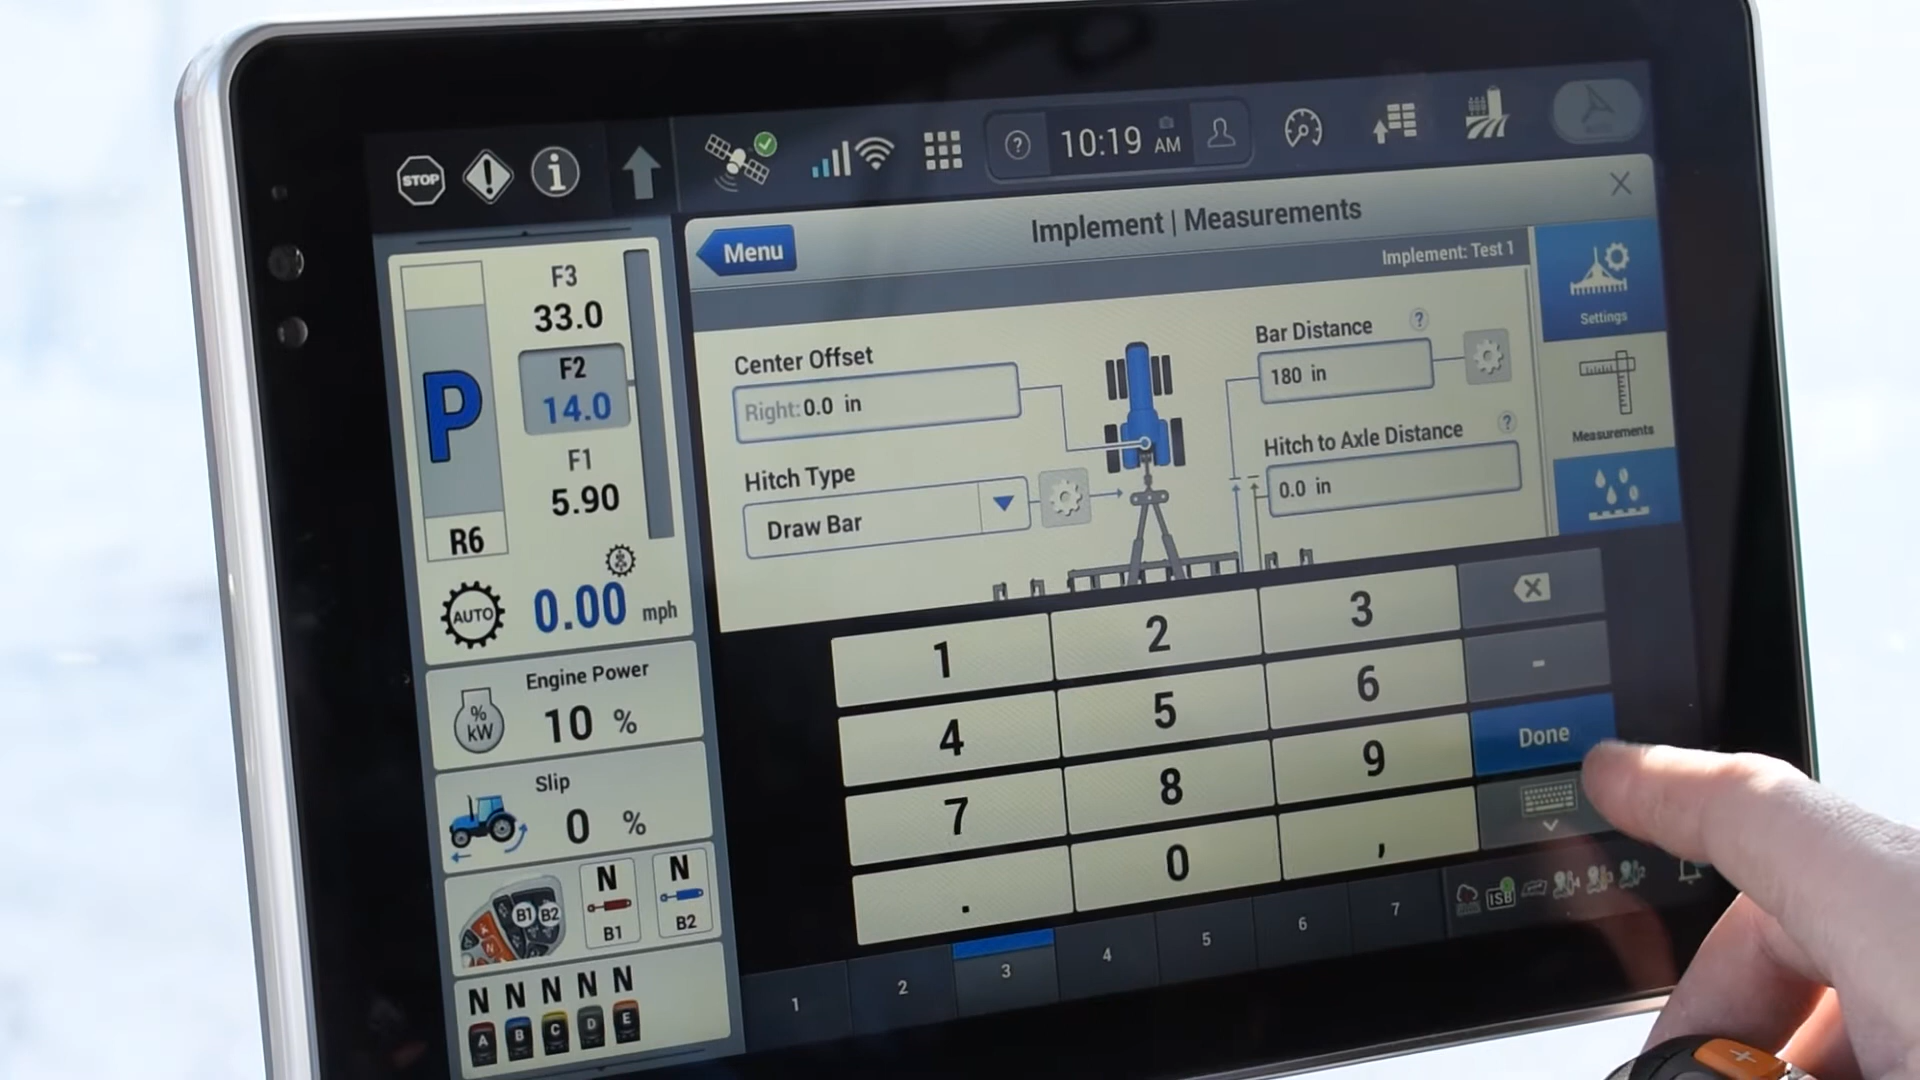 STOP
10:19 AM
Menu
Implement | Measurements
Implement: Test 1
F3
33.0
F2
14.0
F1
5.90
P
R6
AUTO
0.00 mph
Engine Power
% kW
10 %
Slip
0 %
B1 B2
N
B1
N
B2
N N N N N
A B C D E
Center Offset
Right: 0.0 in
Hitch Type
Draw Bar
Bar Distance ?
180 in
Hitch to Axle Distance ?
0.0 in
Settings
Measurements
1 2 3
4 5 6 -
7 8 9 Done
. 0 ,
1 2 3 4 5 6 7
ISB